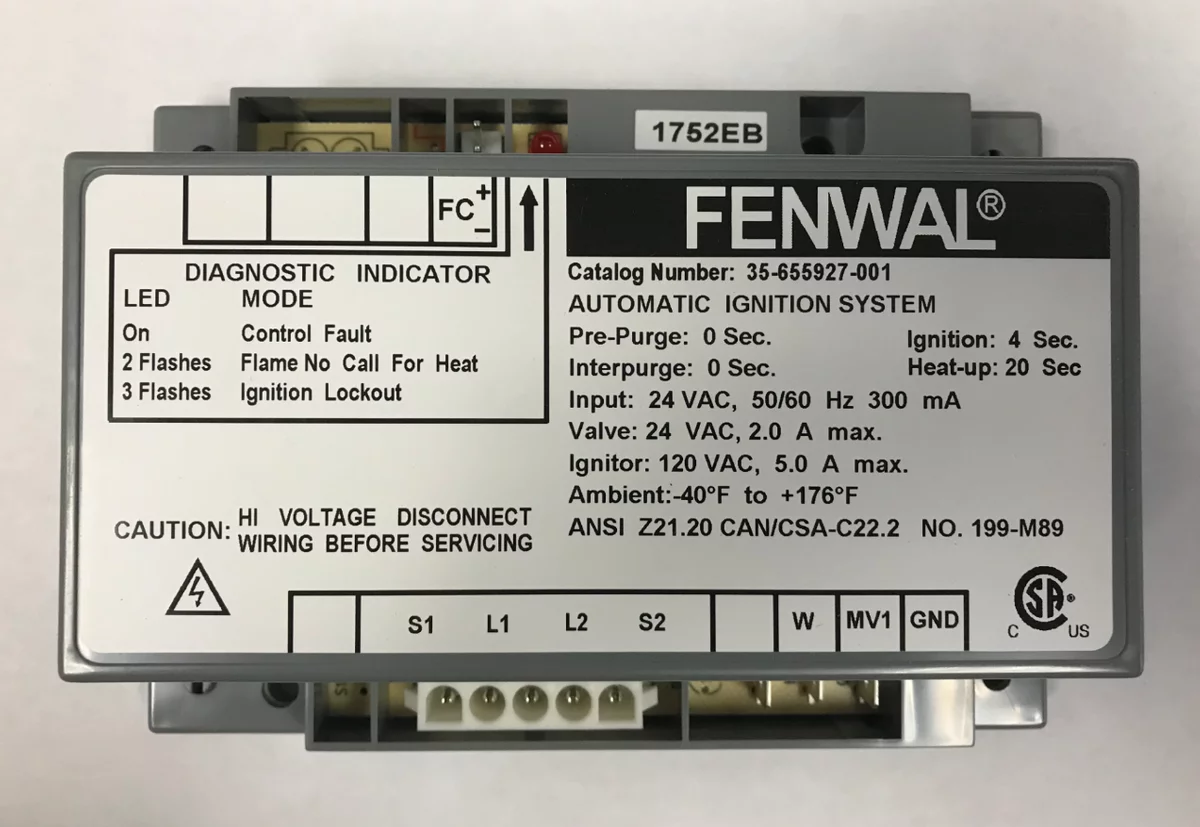 1752EB
FC + -
FENWAL®
DIAGNOSTIC INDICATOR
LED MODE
On Control Fault
2 Flashes Flame No Call For Heat
3 Flashes Ignition Lockout
Catalog Number: 35-655927-001
AUTOMATIC IGNITION SYSTEM
Pre-Purge: 0 Sec. Ignition: 4 Sec.
Interpurge: 0 Sec. Heat-up: 20 Sec
Input: 24 VAC, 50/60 Hz 300 mA
Valve: 24 VAC, 2.0 A max.
Ignitor: 120 VAC, 5.0 A max.
Ambient:-40°F to +176°F
ANSI Z21.20 CAN/CSA-C22.2 NO. 199-M89
CAUTION: HI VOLTAGE DISCONNECT
WIRING BEFORE SERVICING
S1 L1 L2 S2 W MV1 GND
C SA® US